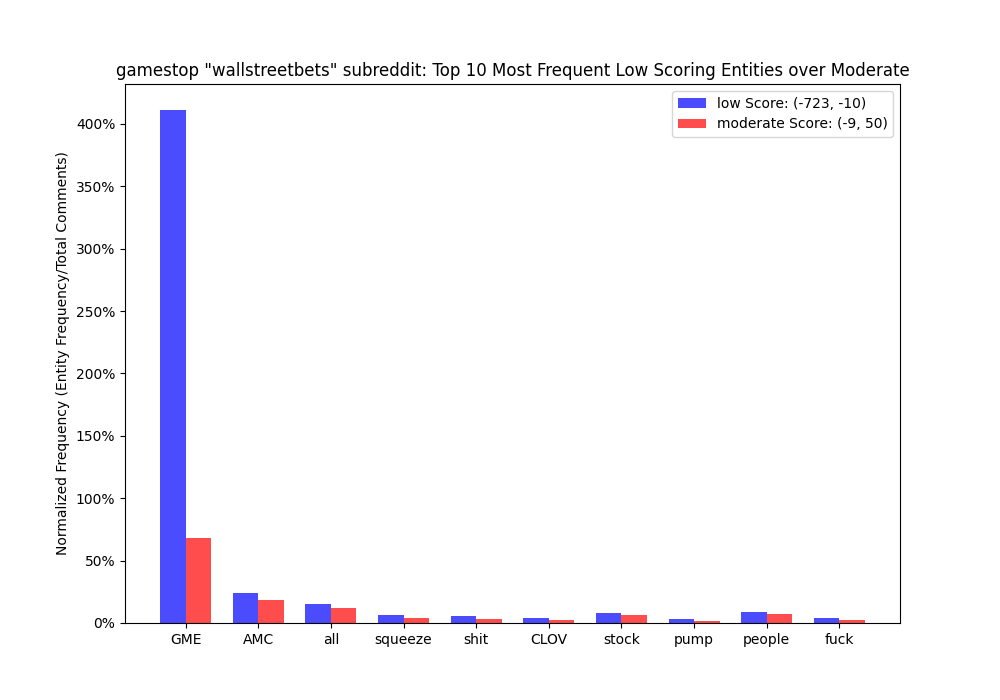 gamestop "wallstreetbets" subreddit: Top 10 Most Frequent Low Scoring Entities over Moderate
low Score: (-723, -10)
moderate Score: (-9, 50)
Normalized Frequency (Entity Frequency/Total Comments)
400%
350%
300%
250%
200%
150%
100%
50%
0%
GME AMC all squeeze shit CLOV stock pump people fuck